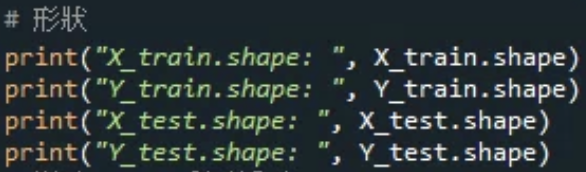 # 形狀
print("X_train.shape: ", X_train.shape)
print("Y_train.shape: ", Y_train.shape)
print("X_test.shape: ", X_test.shape)
print("Y_test.shape: ", Y_test.shape)